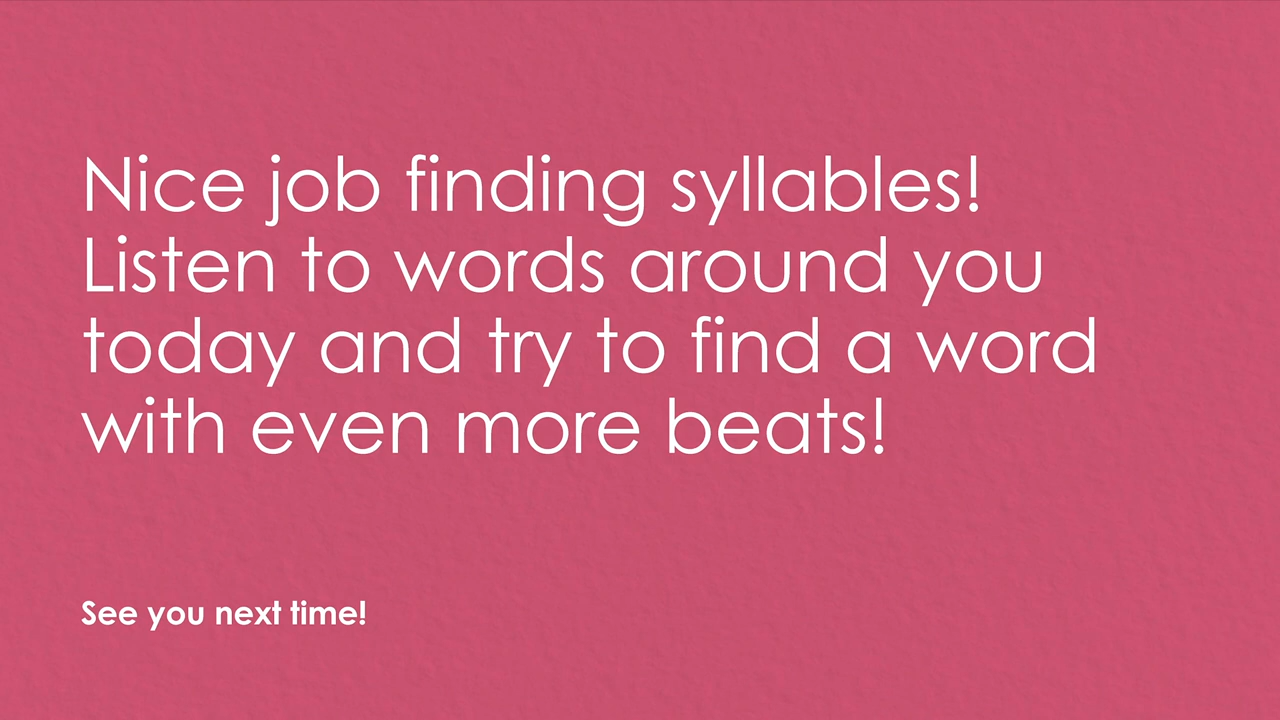 Nice job finding syllables!
Listen to words around you
today and try to find a word
with even more beats!
See you next time!